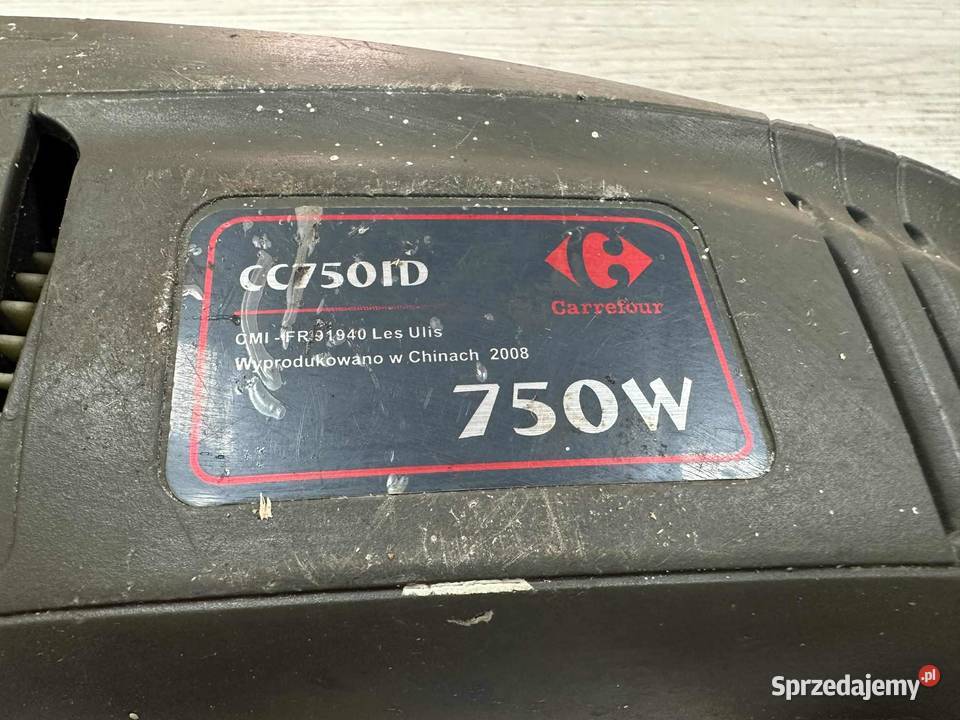 CC750ID
Carrefour
CMI - FR 91940 Les Ulis
Wyprodukowano w Chinach 2008
750W
Sprzedajemy.pl